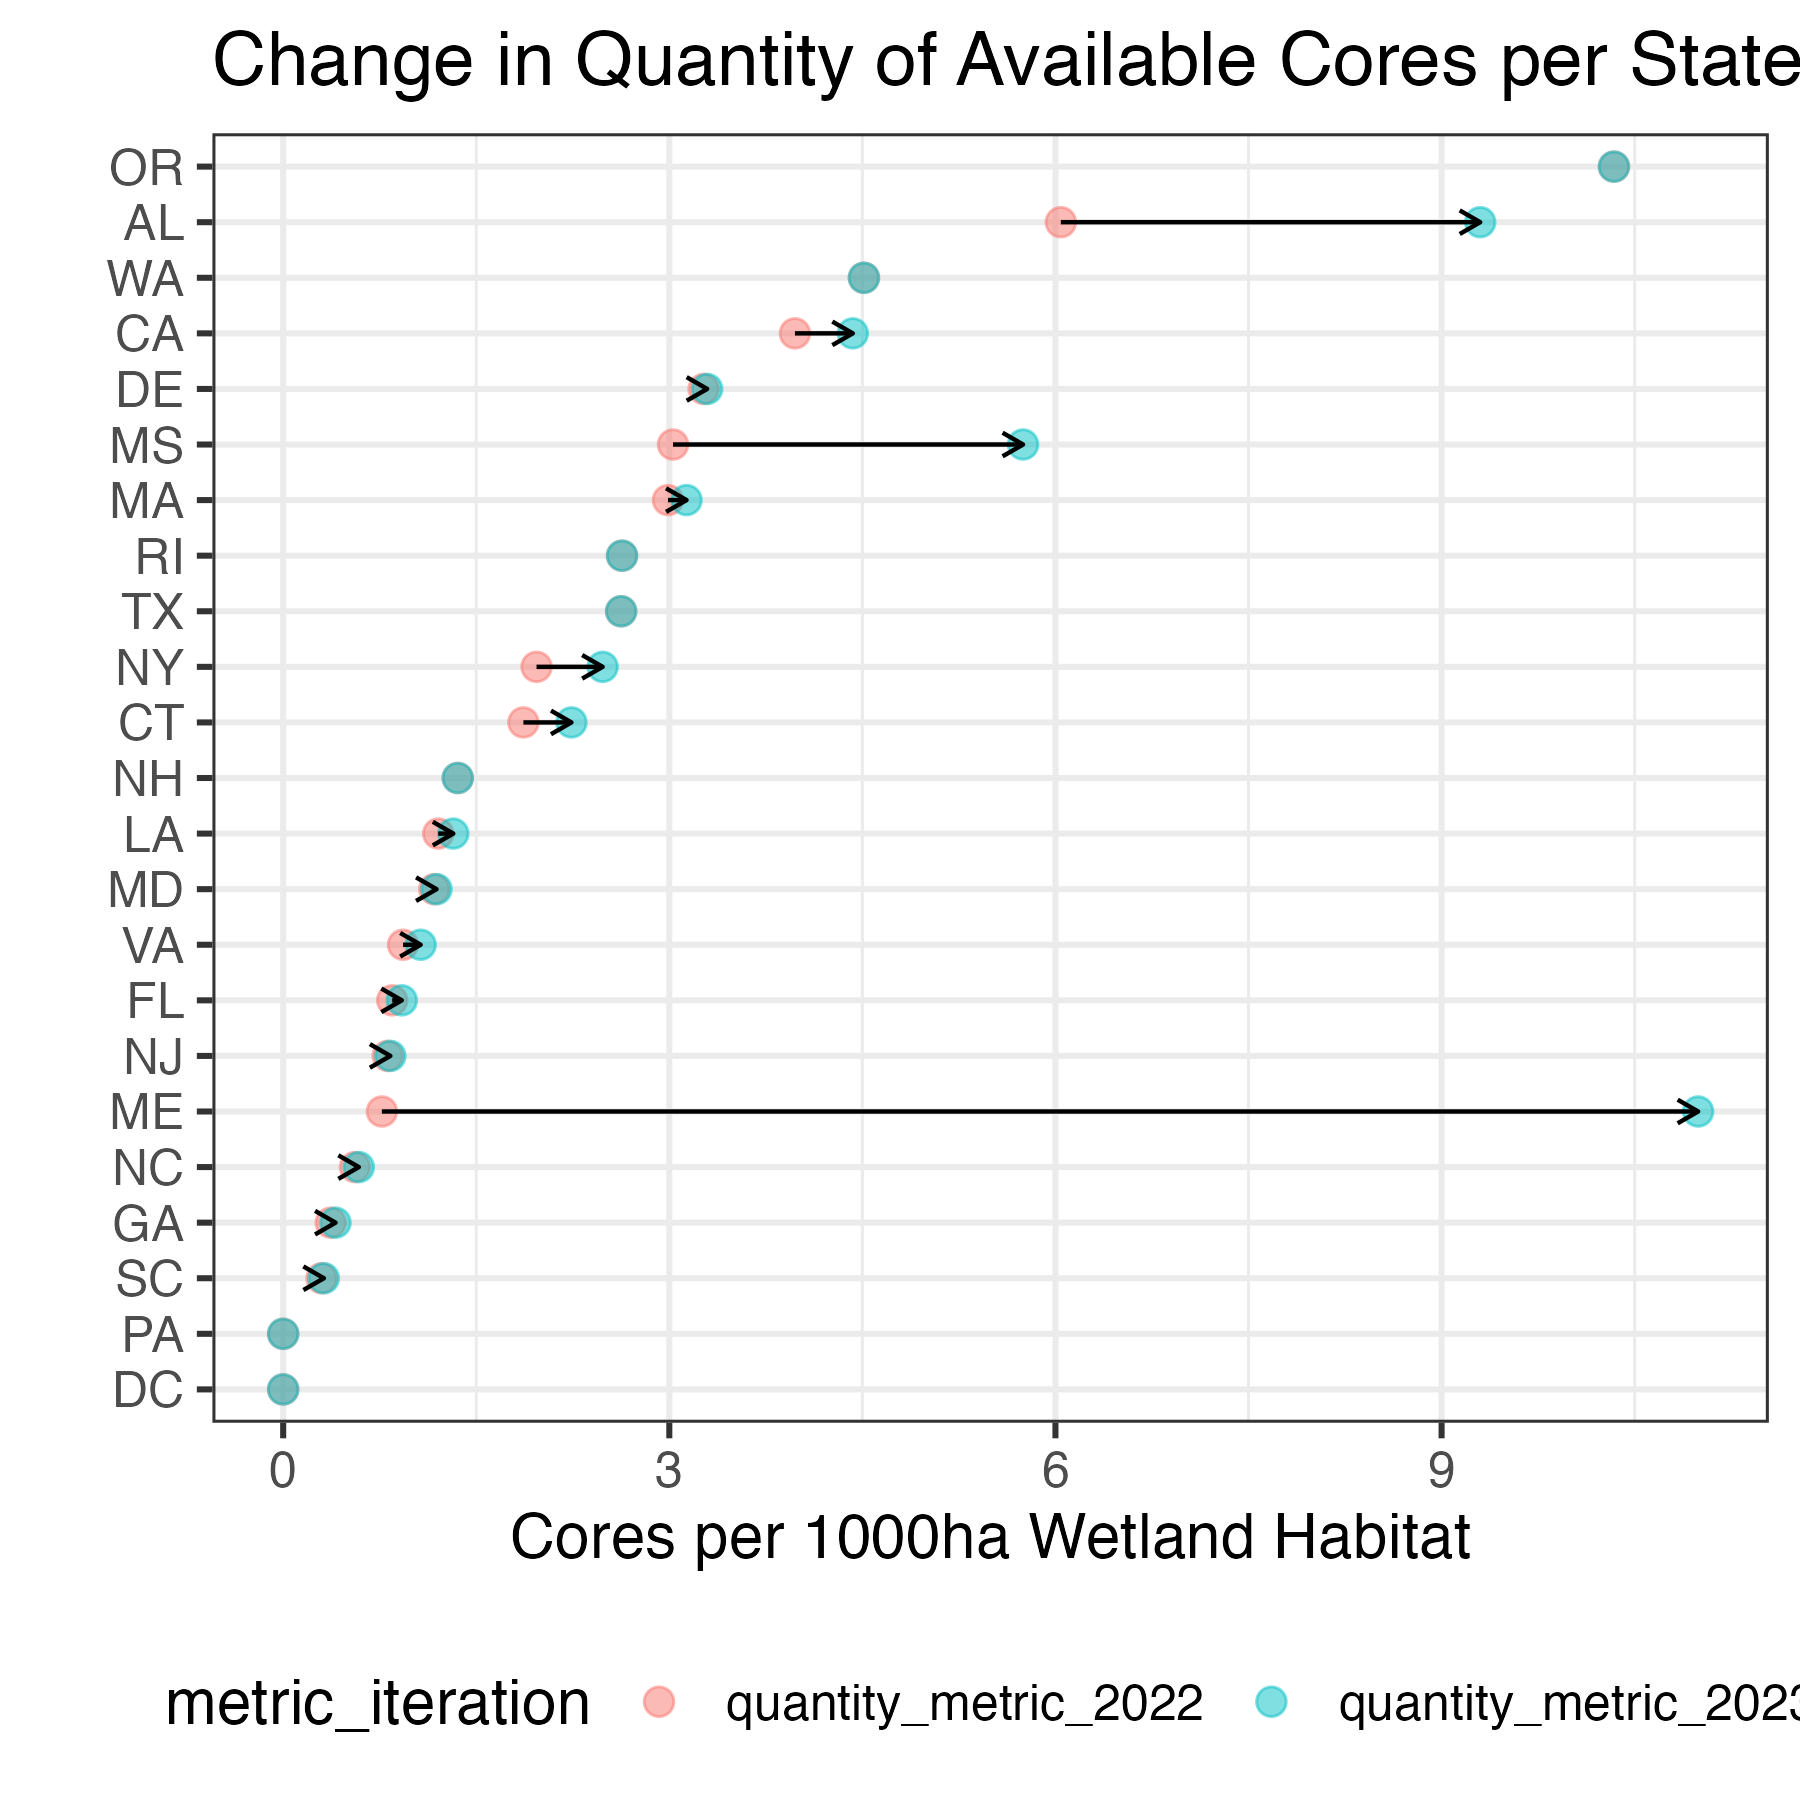 Change in Quantity of Available Cores per State
OR
AL
WA
CA
DE
MS
MA
RI
TX
NY
CT
NH
LA
MD
VA
FL
NJ
ME
NC
GA
SC
PA
DC
0 3 6 9
Cores per 1000ha Wetland Habitat
metric_iteration quantity_metric_2022 quantity_metric_2023